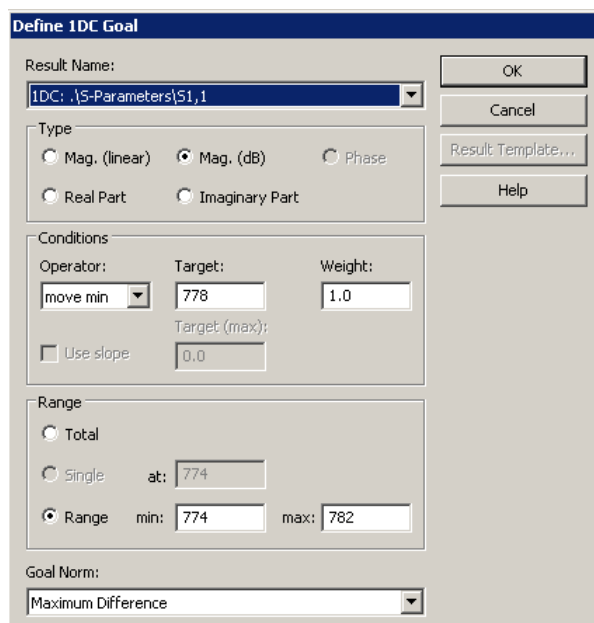 Define 1DC Goal
Result Name:
1DC: .\S-Parameters\S1,1
OK
Cancel
Result Template...
Help
Type
Mag. (linear) Mag. (dB) Phase
Real Part Imaginary Part
Conditions
Operator: Target: Weight:
move min 778 1.0
Target (max):
Use slope 0.0
Range
Total
Single at: 774
Range min: 774 max: 782
Goal Norm:
Maximum Difference